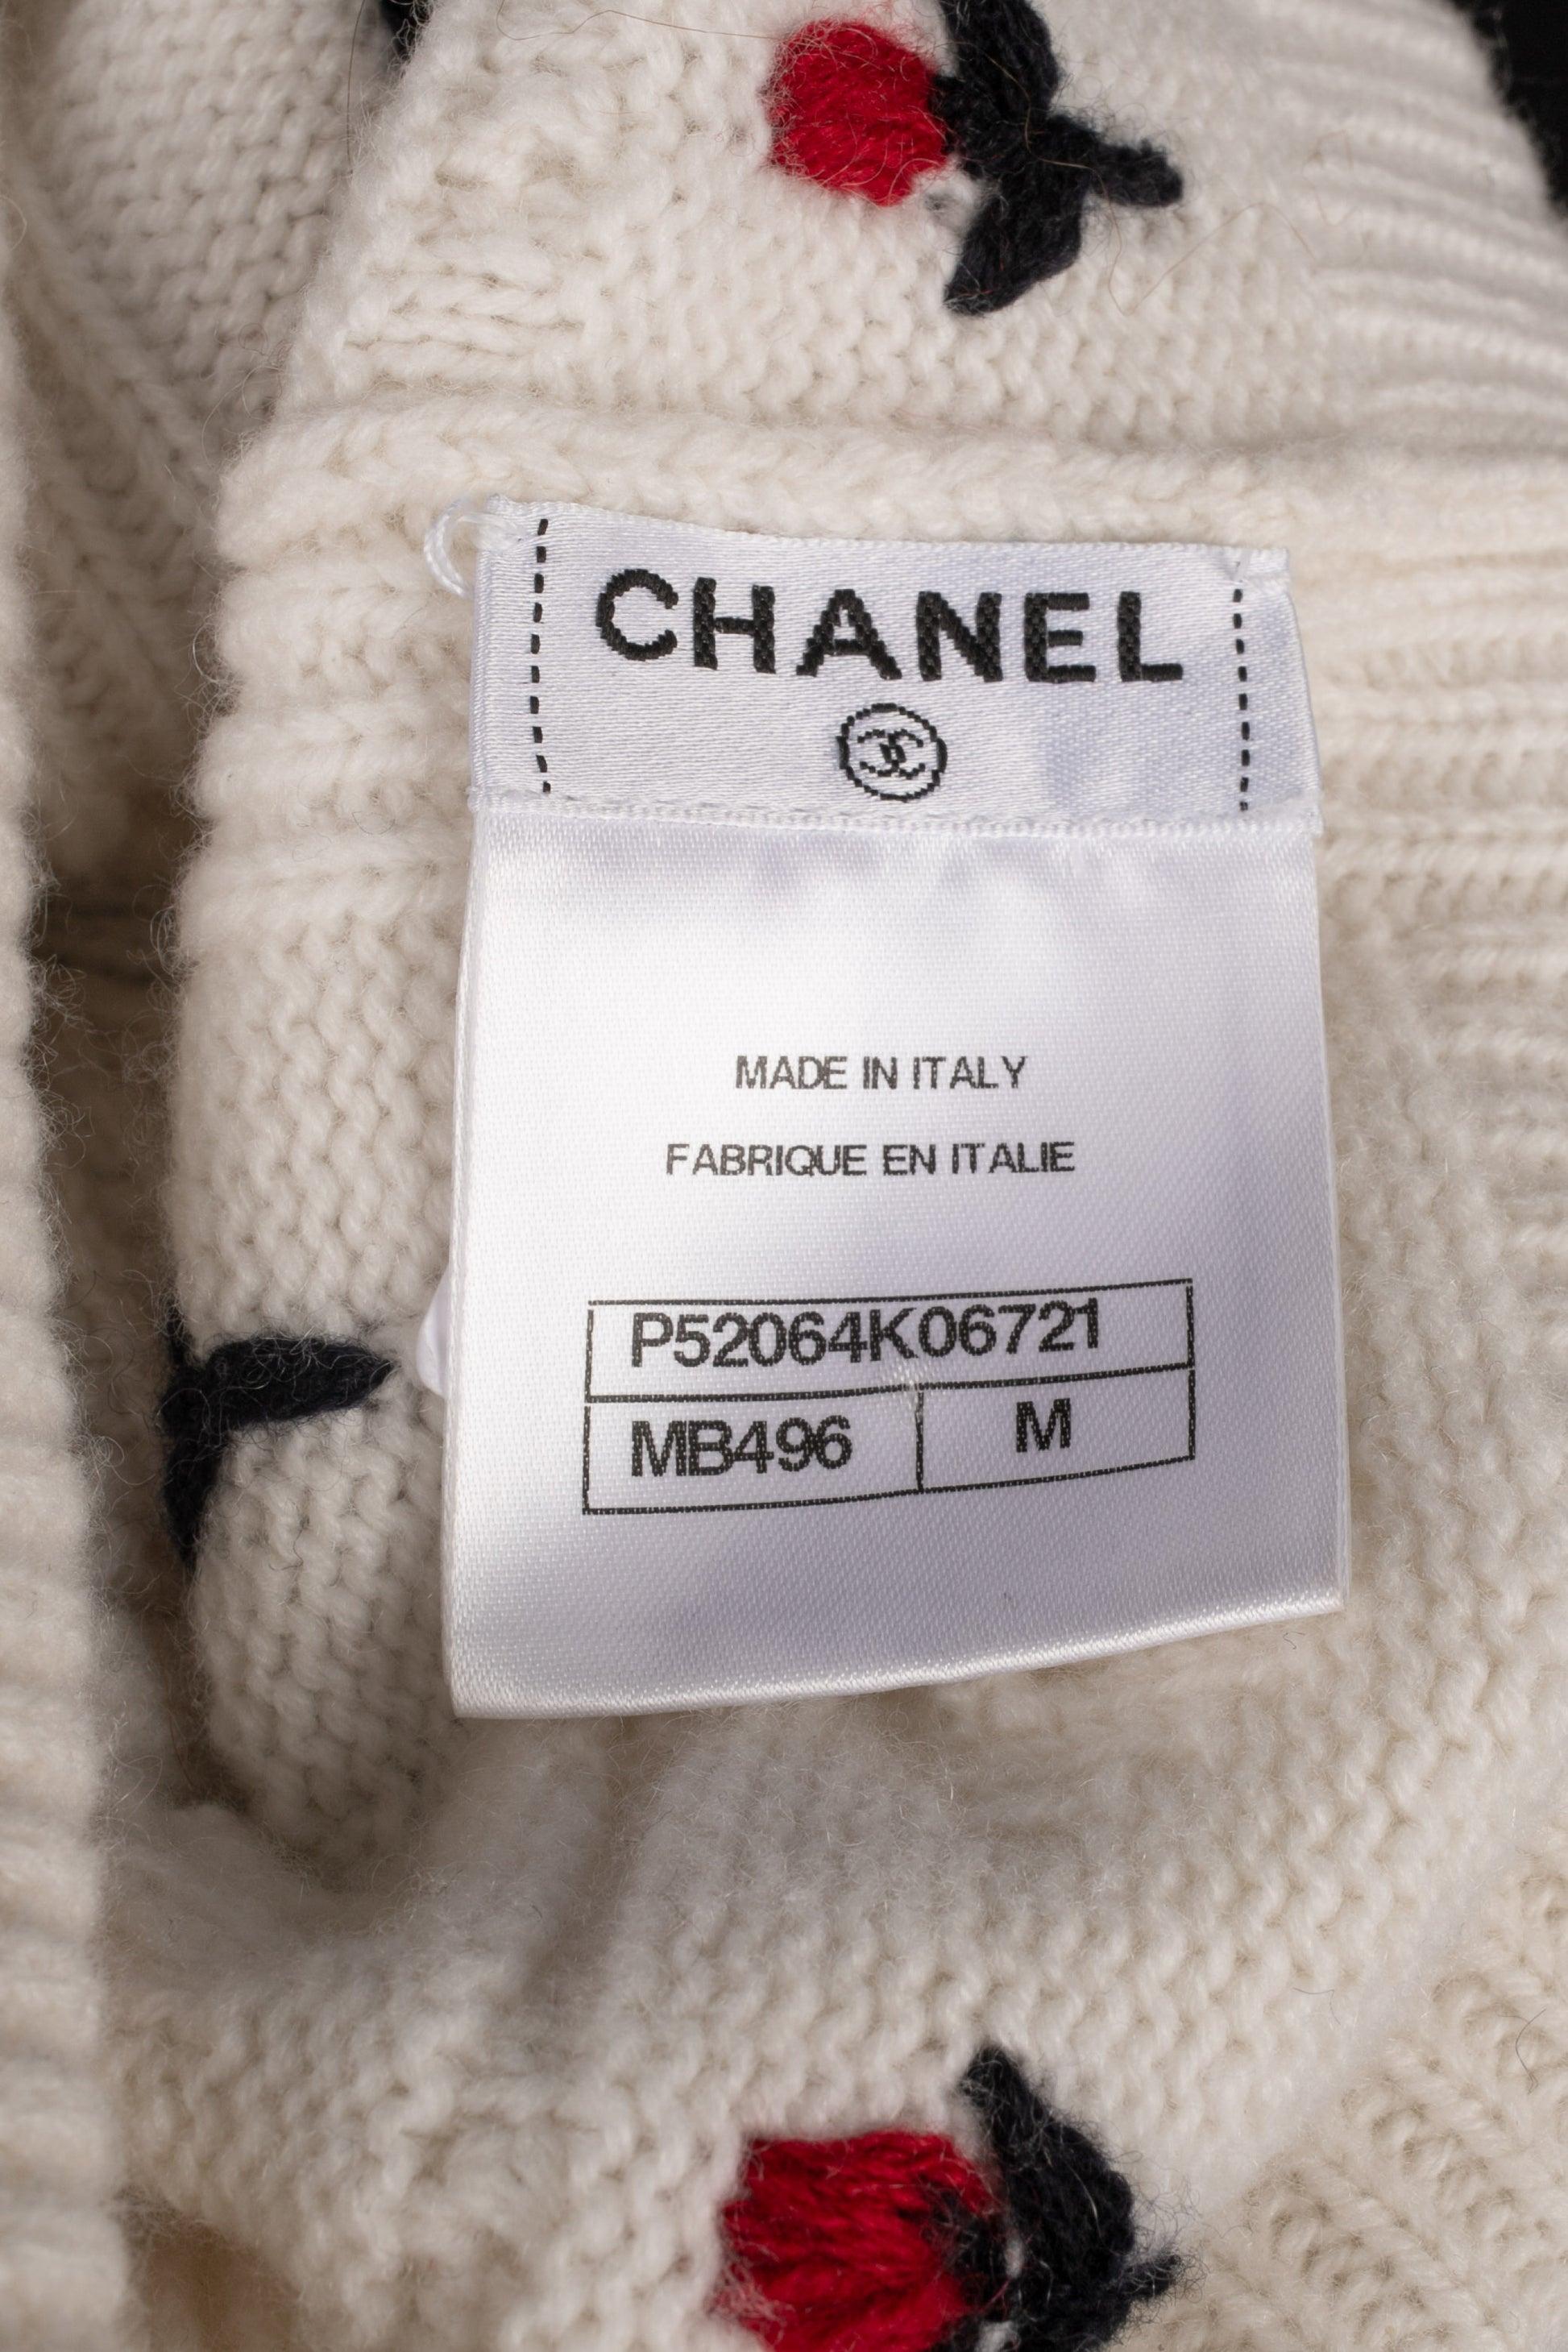 CHANEL
MADE IN ITALY
FABRIQUE EN ITALIE
P52064K06721
MB496 M